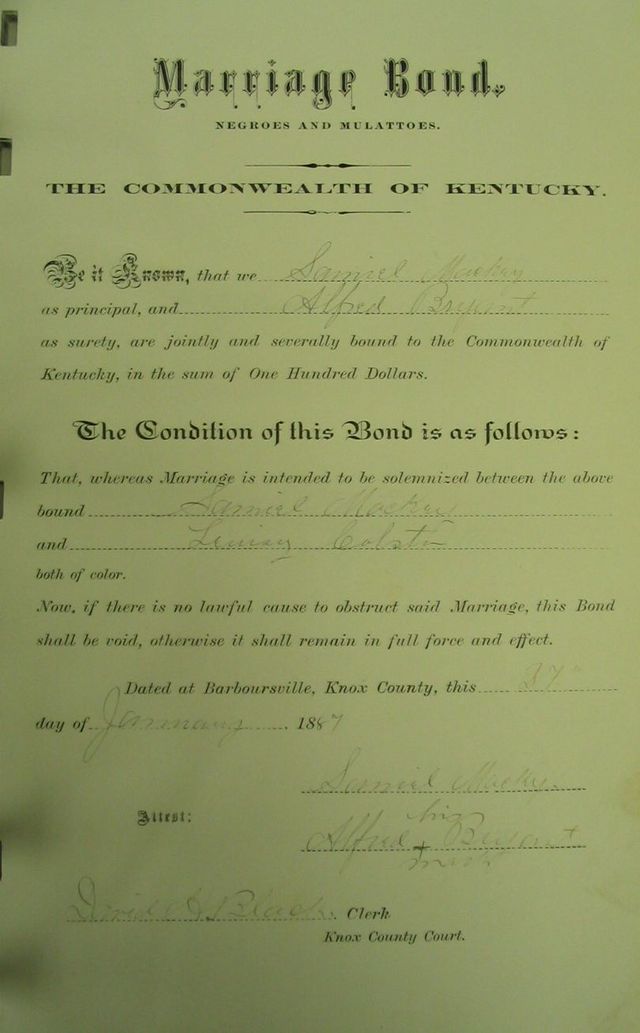 Marriage Bond.
NEGROES AND MULATTOES.
THE COMMONWEALTH OF KENTUCKY.
Be it Known, that we Samuel Mackey
as principal, and Alfred Bryant
as surety, are jointly and severally bound to the Commonwealth of
Kentucky, in the sum of One Hundred Dollars.
The Condition of this Bond is as follows:
That, whereas Marriage is intended to be solemnized between the above
bound Samuel Mackey
and
both of color.
Now, if there is no lawful cause to obstruct said Marriage, this Bond
shall be void, otherwise it shall remain in full force and effect.
Dated at Barboursville, Knox County, this 27
day of January, 1887
Samuel Mackey
Attest:
his
Alfred + Bryant
mark
Black. Clerk
Knox County Court.